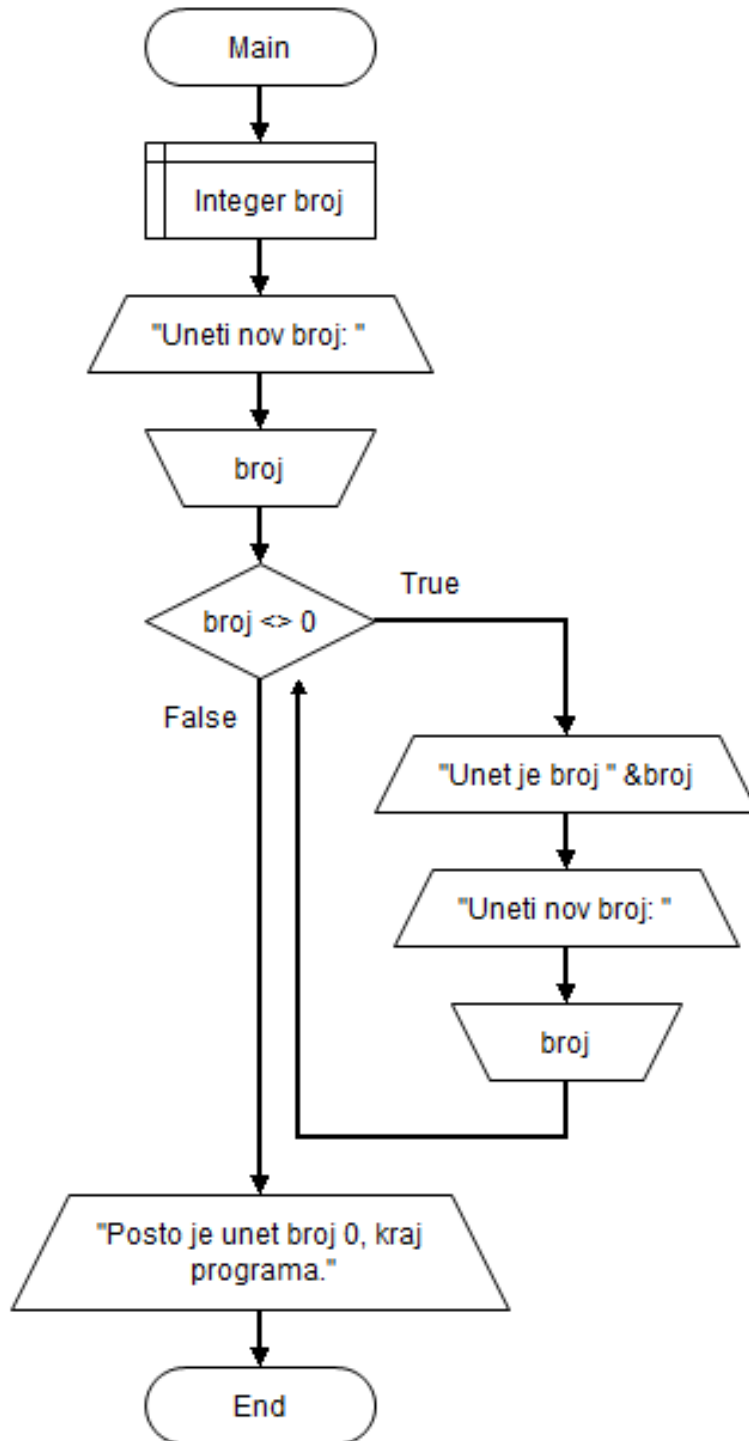 Main
Integer broj
"Uneti nov broj: "
broj
broj <> 0
True
False
"Unet je broj " &broj
"Uneti nov broj: "
broj
"Posto je unet broj 0, kraj
programa."
End